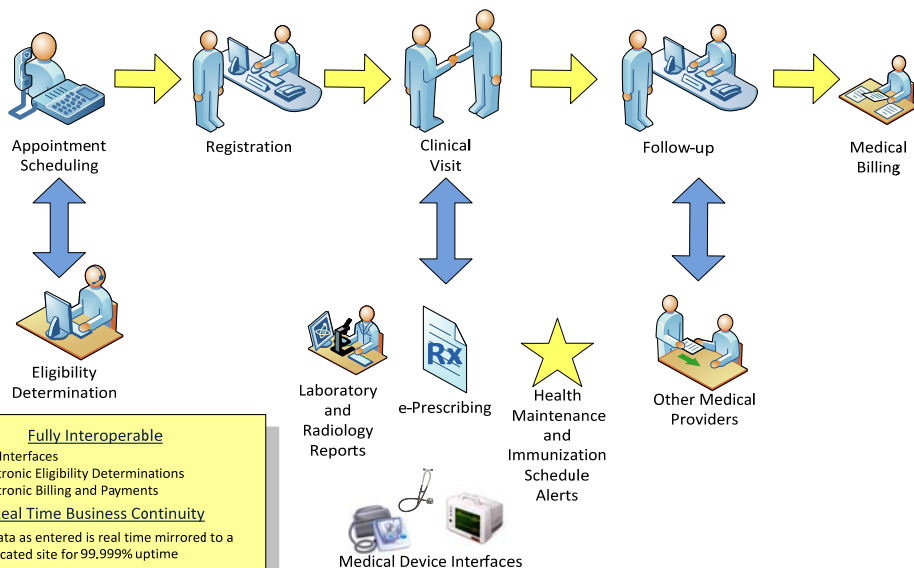 Appointment
Scheduling
Registration
Clinical
Visit
Follow-up
Medical
Billing
Eligibility
Determination
Laboratory
and
Radiology
Reports
Rx
e-Prescribing
Health
Maintenance
and
Immunization
Schedule
Alerts
Other Medical
Providers
Fully Interoperable
Interfaces
tronic Eligibility Determinations
tronic Billing and Payments
Real Time Business Continuity
ata as entered is real time mirrored to a
cated site for 99,999% uptime
Medical Device Interfaces